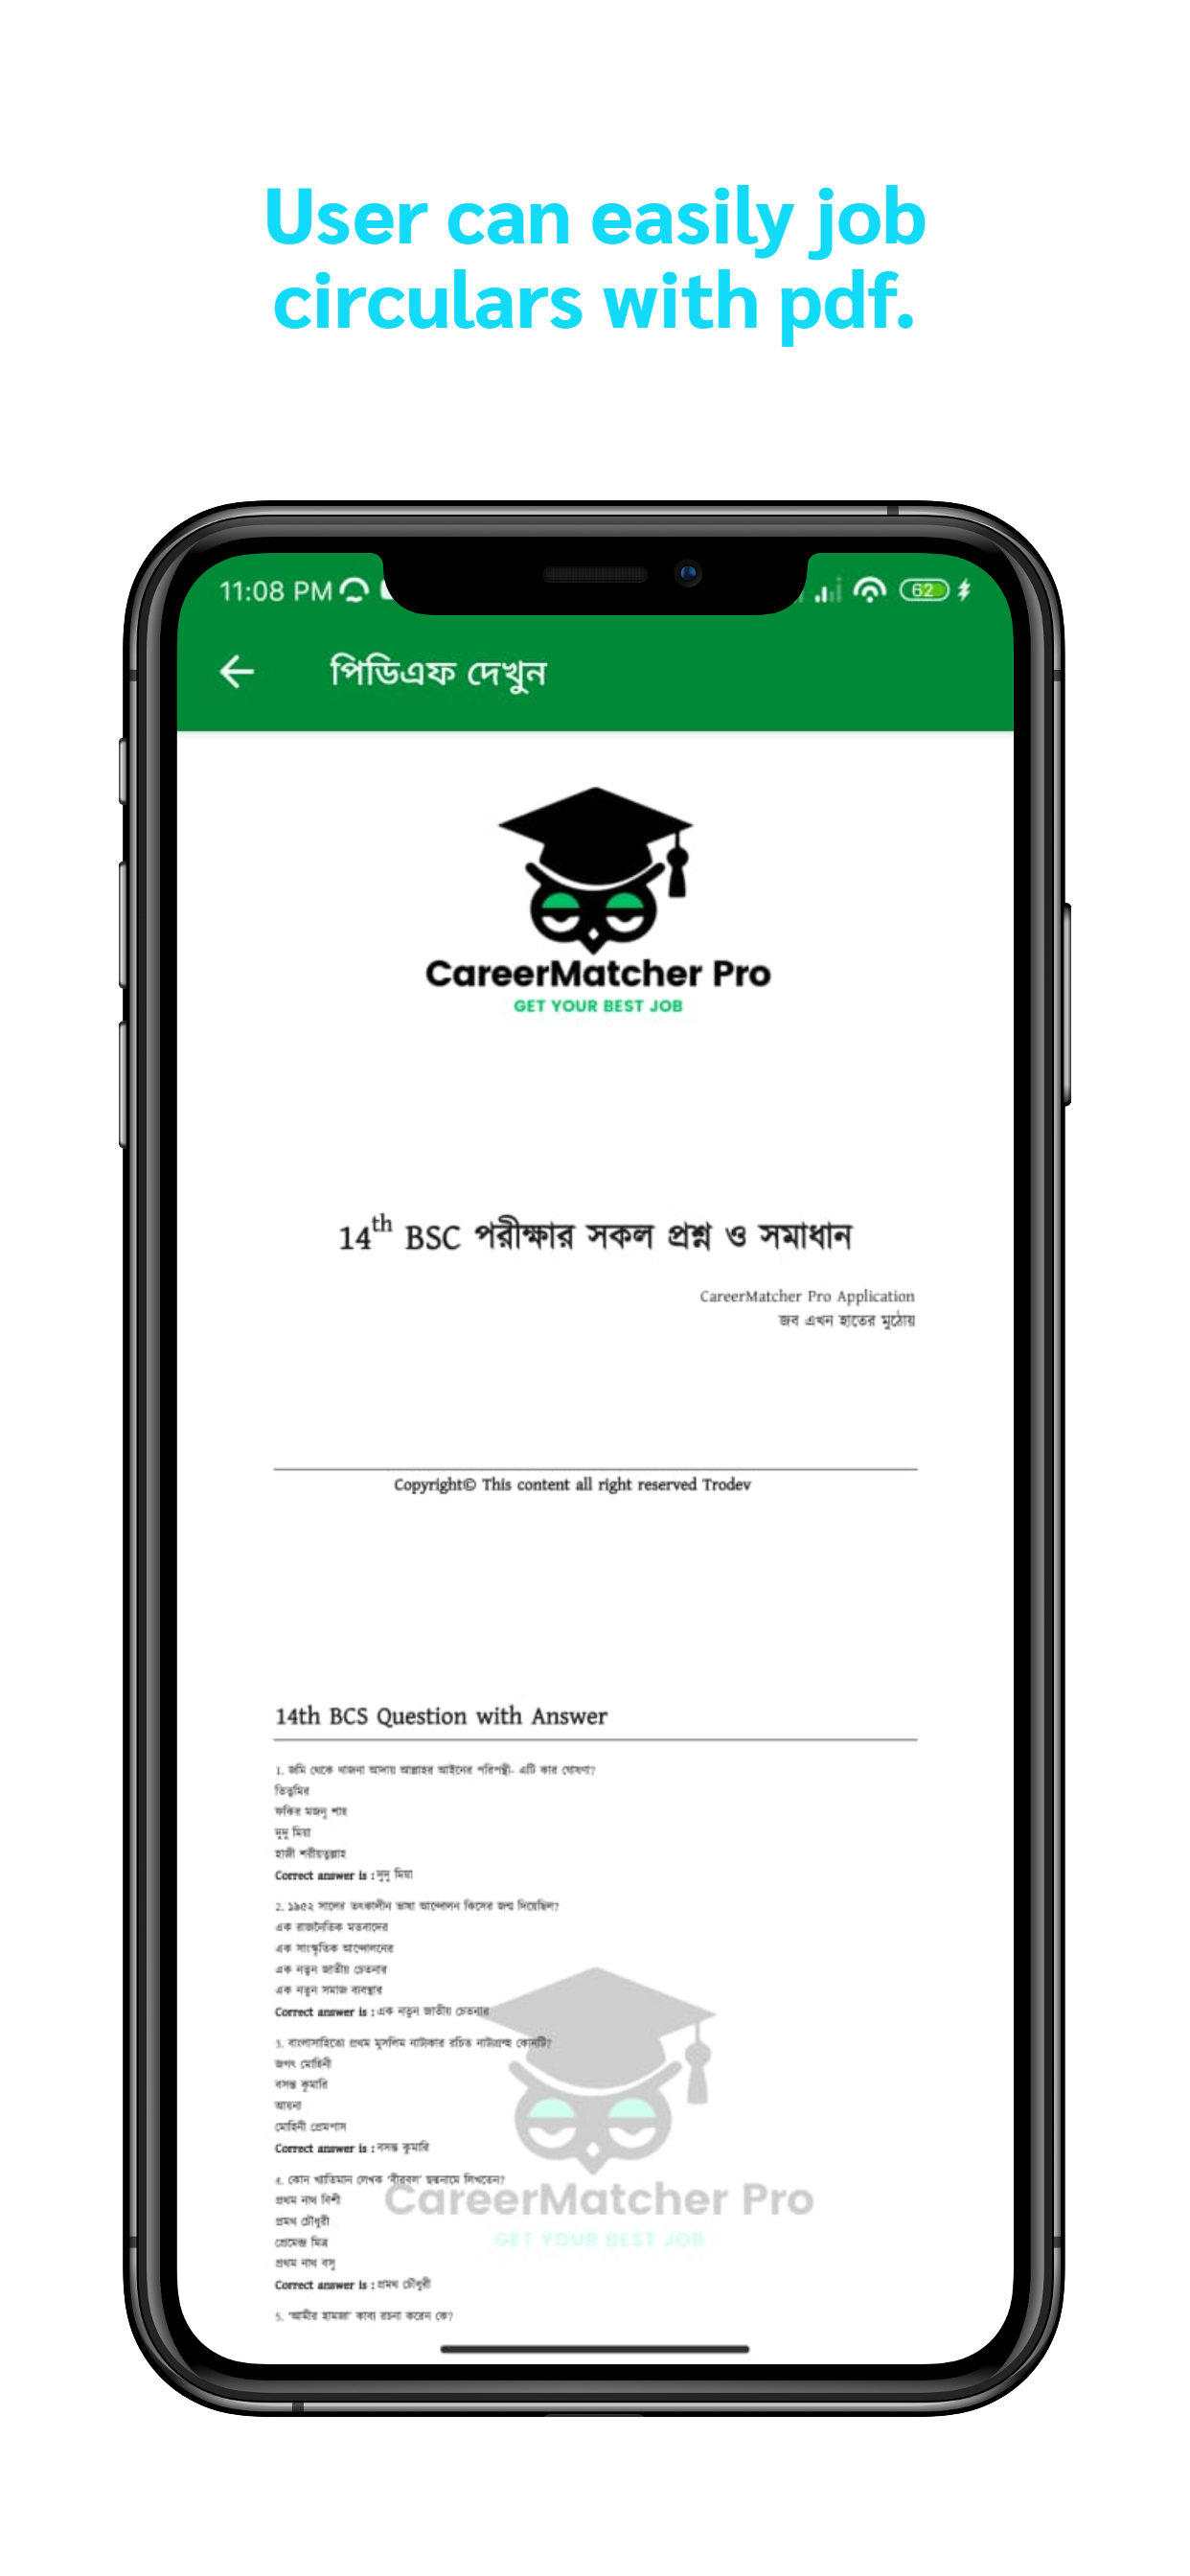 User can easily job
circulars with pdf.
11:08 PM
62
পিডিএফ দেখুন
CareerMatcher Pro
GET YOUR BEST JOB
14th BSC পরীক্ষার সকল প্রশ্ন ও সমাধান
CareerMatcher Pro Application
জব এখন হাতের মুঠোয়
Copyright© This content all right reserved Trodev
14th BCS Question with Answer
1. জমি থেকে খাজনা আদায় আল্লাহর আইনের পরিপন্থী- এটি কার ঘোষণা?
তিতুমির
ফকির মজনু শাহ
দুদু মিয়া
হাজী শরীয়তুল্লাহ
Correct answer is : দুদু মিয়া
2. ১৯৫২ সালের তৎকালীন ভাষা আন্দোলন কিসের জন্ম দিয়েছিল?
এক রাজনৈতিক মতবাদের
এক সাংস্কৃতিক আন্দোলনের
এক নতুন জাতীয় চেতনার
এক নতুন সমাজ ব্যবস্থার
Correct answer is : এক নতুন জাতীয় চেতনার
3. বাংলাসাহিত্যে প্রথম মুসলিম নাট্যকার রচিত নাট্যগ্রন্থ কোনটি?
জগৎ মোহিনী
বসন্ত কুমারি
আয়না
মোহিনী প্রেমপাস
Correct answer is : বসন্ত কুমারি
4. কোন খ্যাতিমান লেখক 'বীরবল' ছদ্মনামে লিখতেন?
প্রথম নাথ বিশী
প্রমথ চৌধুরী
প্রেমেন্দ্র মিত্র
প্রথম নাথ বসু
Correct answer is : প্রমথ চৌধুরী
CareerMatcher Pro
GET YOUR BEST JOB
5. 'আমীর হামজা' কাব্য রচনা করেন কে?